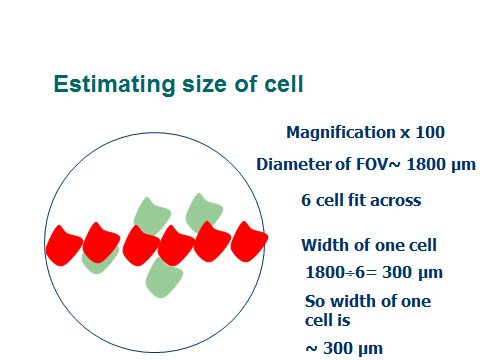 Estimating size of cell
Magnification x 100
Diameter of FOV~ 1800 µm
6 cell fit across
Width of one cell
1800÷6= 300 µm
So width of one
cell is
~ 300 µm